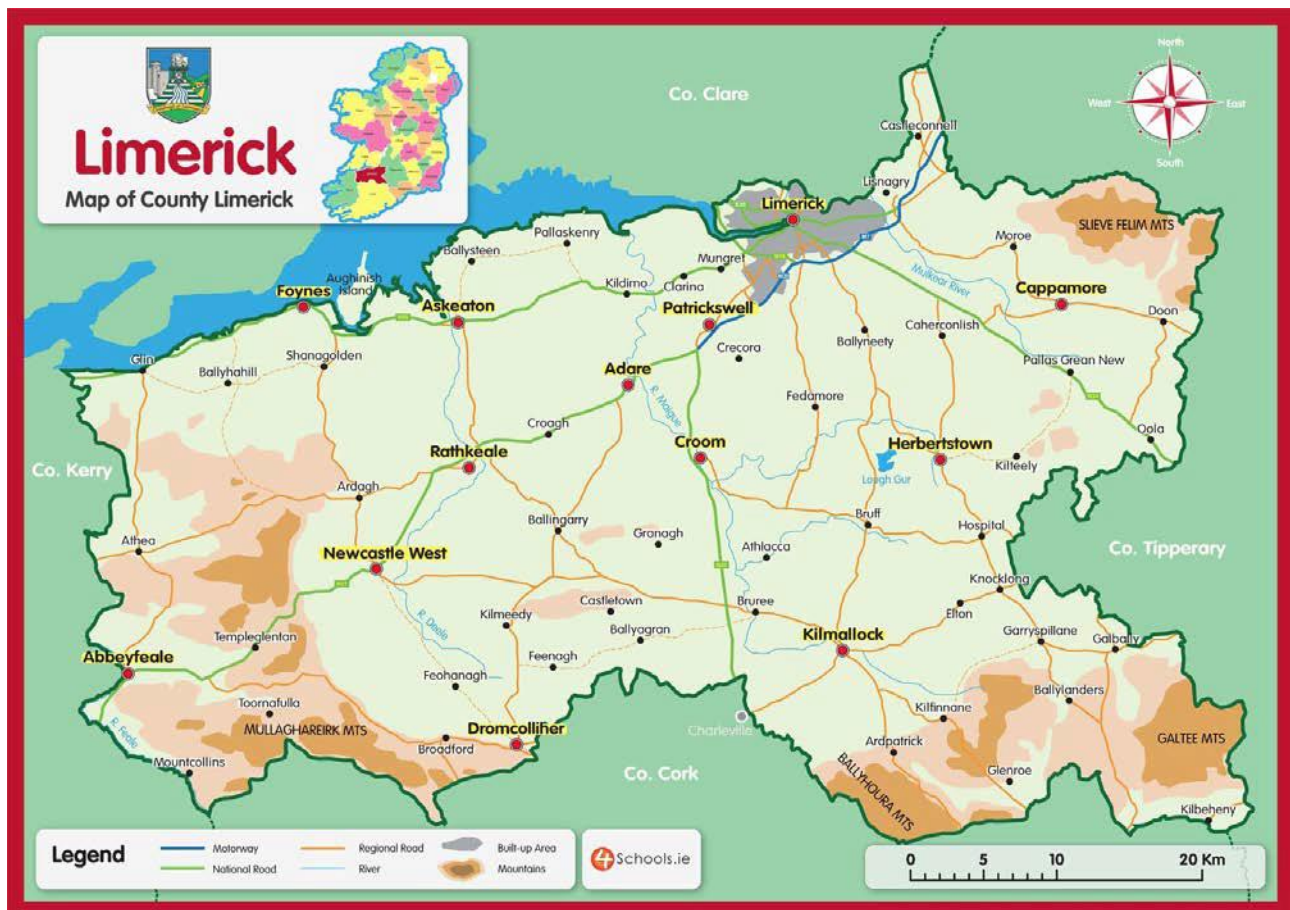 Limerick
Map of County Limerick
North
West
East
South
Co. Clare
Castleconnell
Lisnagry
Limerick
SLIEVE FELIM MTS
Moroe
Pallaskenry
Ballysteen
Mungret
Mulkear River
Aughinish
Island
Kildimo
Clarina
Cappamore
Foynes
Askeaton
Patrickswell
Doon
Caherconlish
Ballyneety
Glin
Shanagolden
Crecora
Pallas Grean New
Ballyhahill
Adare
R. Maigue
Fedamore
Croagh
Oola
Croom
Herbertstown
Rathkeale
Co. Kerry
Kilteely
Lough Gur
Ardagh
Ballingarry
Granagh
Bruff
Hospital
Athea
Athlacca
Co. Tipperary
Newcastle West
Knocklong
Castletown
Bruree
R. Deele
Kilmeedy
Elton
Ballyagran
Kilmallock
Garryspillane
Galbally
Templeglentan
Abbeyfeale
Feenagh
Feohanagh
Ballylanders
Toornafulla
Kilfinnane
MULLAGHAREIRK MTS
Dromcolliher
Charleville
R. Feale
Broadford
Ardpatrick
GALTEE MTS
Mountcollins
Co. Cork
BALLYHOURA MTS
Glenroe
Kilbeheny
Legend
Motorway
National Road
Regional Road
River
Built-up Area
Mountains
4Schools.ie
0 5 10 20 Km